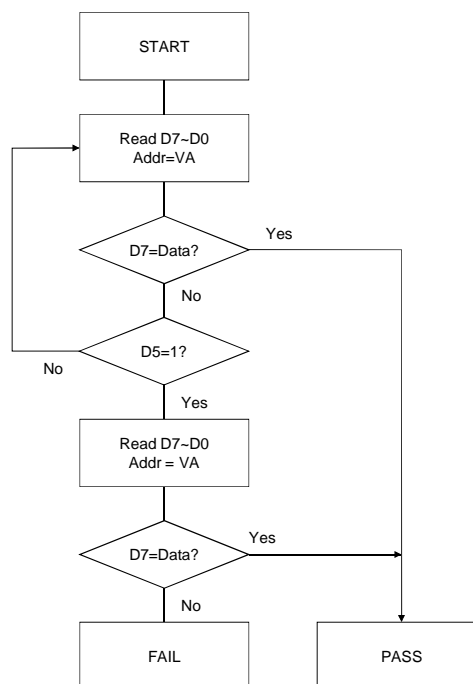 START
Read D7~D0
Addr=VA
Yes
D7=Data?
No
D5=1?
No
Yes
Read D7~D0
Addr = VA
Yes
D7=Data?
No
FAIL
PASS